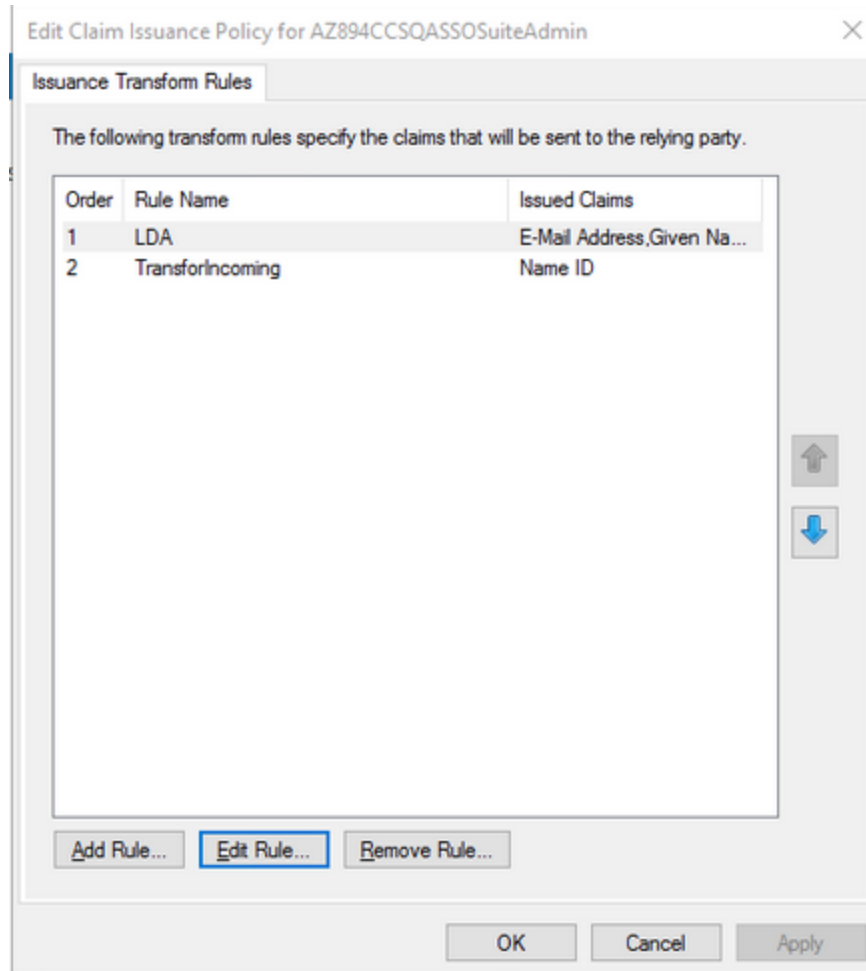 Edit Claim Issuance Policy for AZ894CCSQASSOSuiteAdmin
Issuance Transform Rules
The following transform rules specify the claims that will be sent to the relying party.
Order Rule Name Issued Claims
1 LDA E-Mail Address,Given Na...
2 TransforIncoming Name ID
Add Rule... Edit Rule... Remove Rule...
OK Cancel Apply